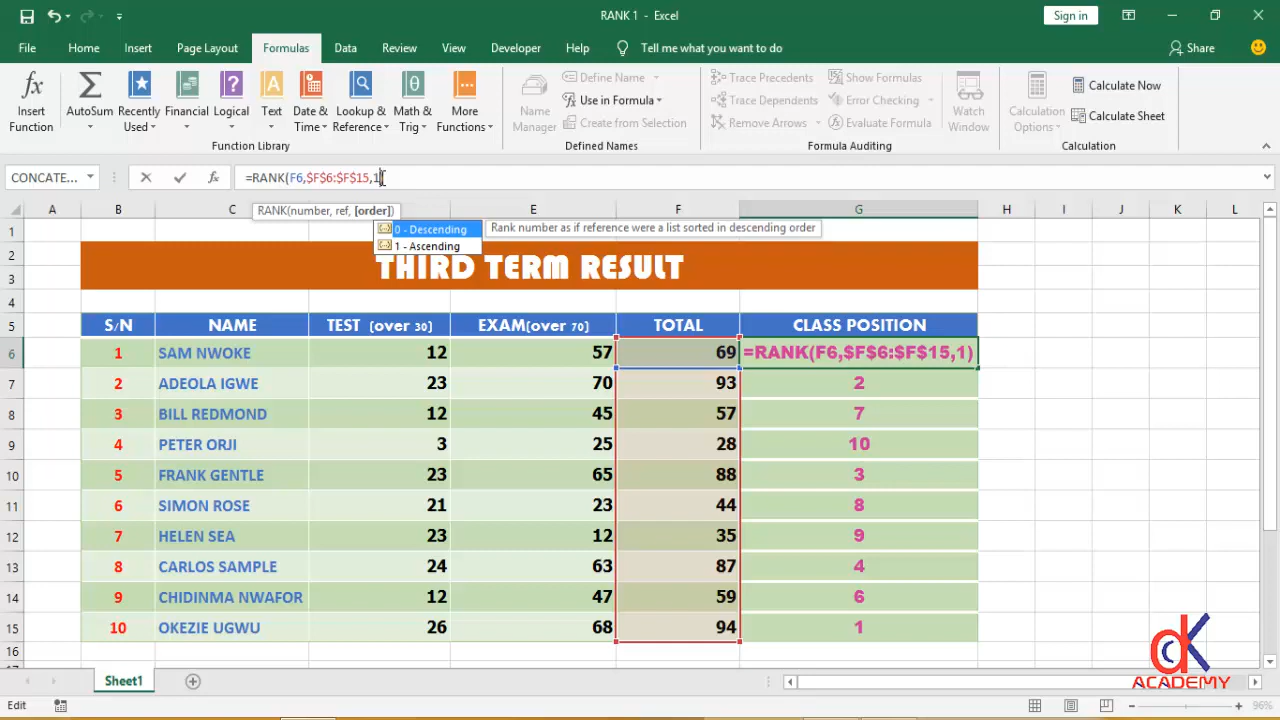 RANK 1 - Excel
Sign in
File Home Insert Page Layout Formulas Data Review View Developer Help Tell me what you want to do Share
Insert Function
AutoSum
Recently Used
Financial
Logical
Text
Date & Time
Lookup & Reference
Math & Trig
More Functions
Function Library
Name Manager
Define Name
Use in Formula
Create from Selection
Defined Names
Trace Precedents
Trace Dependents
Remove Arrows
Show Formulas
Error Checking
Evaluate Formula
Formula Auditing
Watch Window
Calculation Options
Calculate Now
Calculate Sheet
Calculation
CONCATE... fx =RANK(F6,$F$6:$F$15,1)
RANK(number, ref, [order])
0 - Descending
1 - Ascending
Rank number as if reference were a list sorted in descending order
A B C E F G H I J K L
1
2
3
THIRD TERM RESULT
4
5 S/N NAME TEST (over 30) EXAM(over 70) TOTAL CLASS POSITION
6 1 SAM NWOKE 12 57 69 =RANK(F6,$F$6:$F$15,1)
7 2 ADEOLA IGWE 23 70 93 2
8 3 BILL REDMOND 12 45 57 7
9 4 PETER ORJI 3 25 28 10
10 5 FRANK GENTLE 23 65 88 3
11 6 SIMON ROSE 21 23 44 8
12 7 HELEN SEA 23 12 35 9
13 8 CARLOS SAMPLE 24 63 87 4
14 9 CHIDINMA NWAFOR 12 47 59 6
15 10 OKEZIE UGWU 26 68 94 1
16
dcK
ACADEMY
Sheet1
Edit
96%